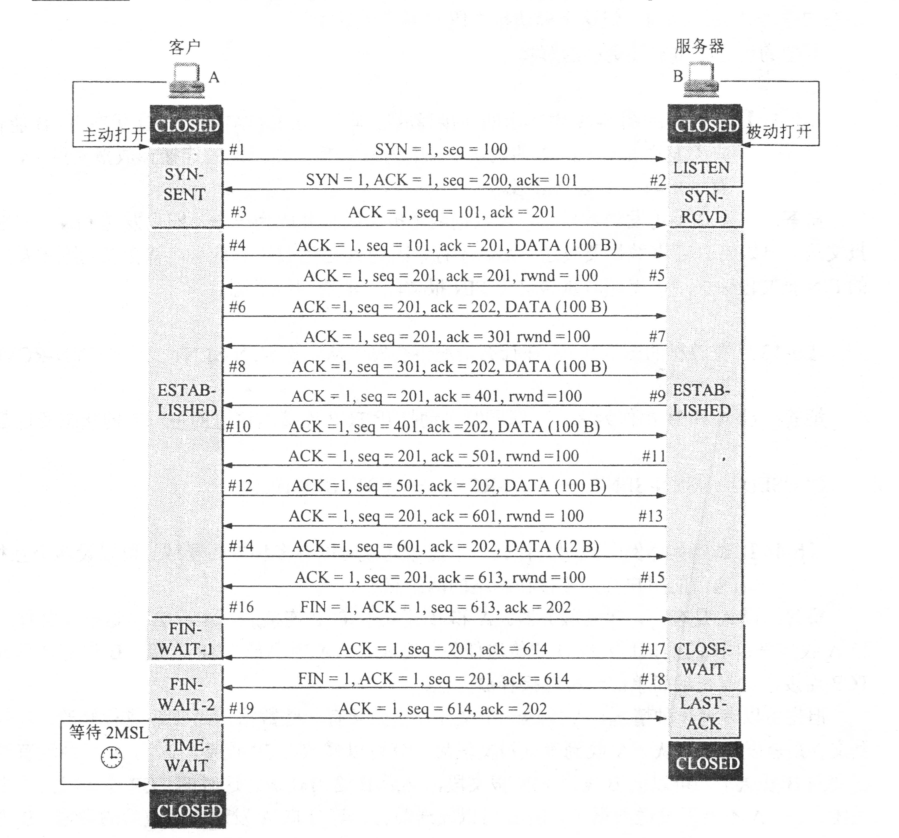 客户
服务器
A
B
CLOSED
CLOSED
主动打开
被动打开
#1 SYN = 1, seq = 100
LISTEN
SYN-
SENT
SYN = 1, ACK = 1, seq = 200, ack= 101 #2
SYN-
RCVD
#3 ACK = 1, seq = 101, ack = 201
#4 ACK = 1, seq = 101, ack = 201, DATA (100 B)
ACK = 1, seq = 201, ack = 201, rwnd = 100 #5
#6 ACK =1, seq = 201, ack = 202, DATA (100 B)
ACK = 1, seq = 201, ack = 301 rwnd =100 #7
#8 ACK =1, seq = 301, ack = 202, DATA (100 B)
ESTAB-
LISHED
ESTAB-
LISHED
ACK = 1, seq = 201, ack = 401, rwnd =100 #9
#10 ACK =1, seq = 401, ack =202, DATA (100 B)
ACK = 1, seq = 201, ack = 501, rwnd =100 #11
#12 ACK =1, seq = 501, ack = 202, DATA (100 B)
ACK = 1, seq = 201, ack = 601, rwnd = 100 #13
#14 ACK =1, seq = 601, ack = 202, DATA (12 B)
ACK = 1, seq = 201, ack = 613, rwnd =100 #15
#16 FIN = 1, ACK = 1, seq = 613, ack = 202
FIN-
WAIT-1
ACK = 1, seq = 201, ack = 614 #17
CLOSE-
WAIT
FIN = 1, ACK = 1, seq = 201, ack = 614 #18
FIN-
WAIT-2
#19 ACK = 1, seq = 614, ack = 202
LAST-
ACK
等待 2MSL
TIME-
WAIT
CLOSED
CLOSED